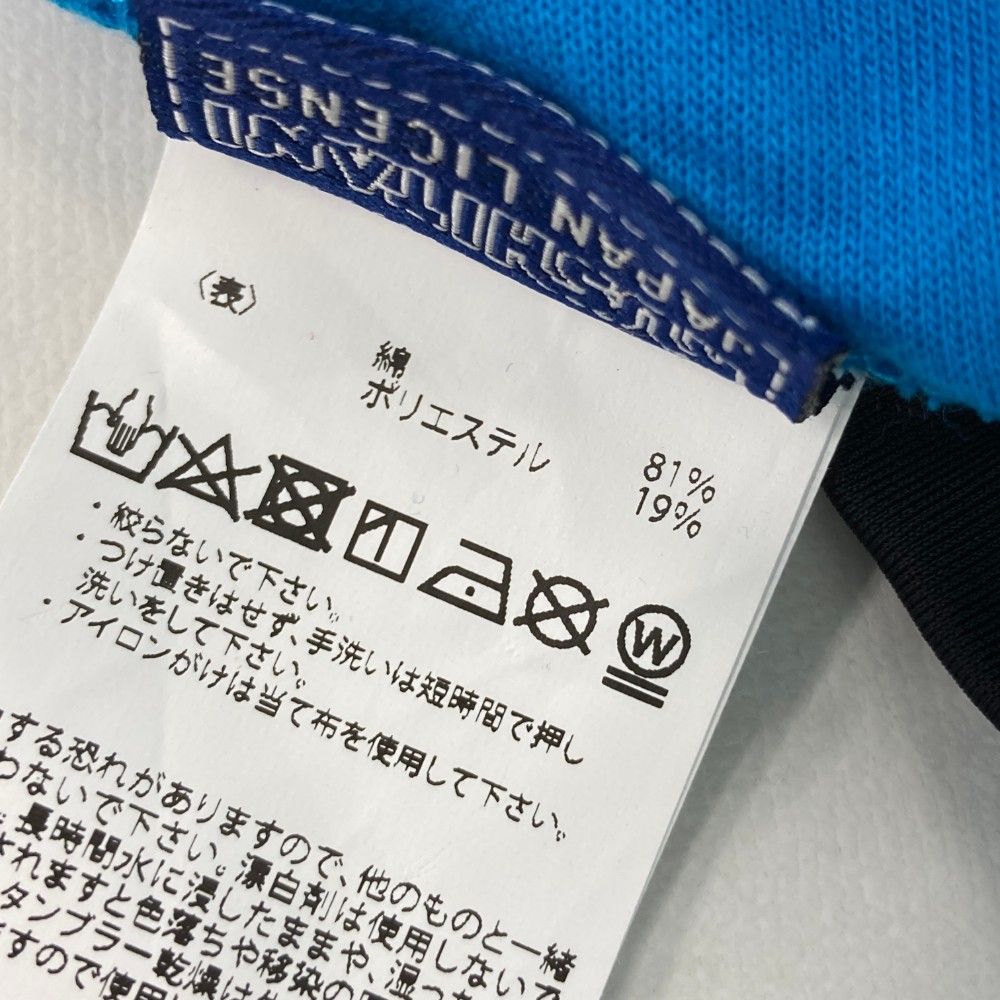 JAPAN LICENSE
〈表〉
綿 81%
ポリエステル 19%
W
・絞らないで下さい。
・つけ置きはせず、手洗いは短時間で押し
洗いをして下さい。
・アイロンがけは当て布を使用して下さい。
する恐れがありますので、他のものと一緒
わないで下さい。漂白剤は使用しないで
長時間水に浸したままや、湿っ
されますと色落ちや移染の
タンブラー乾燥は
すので使用